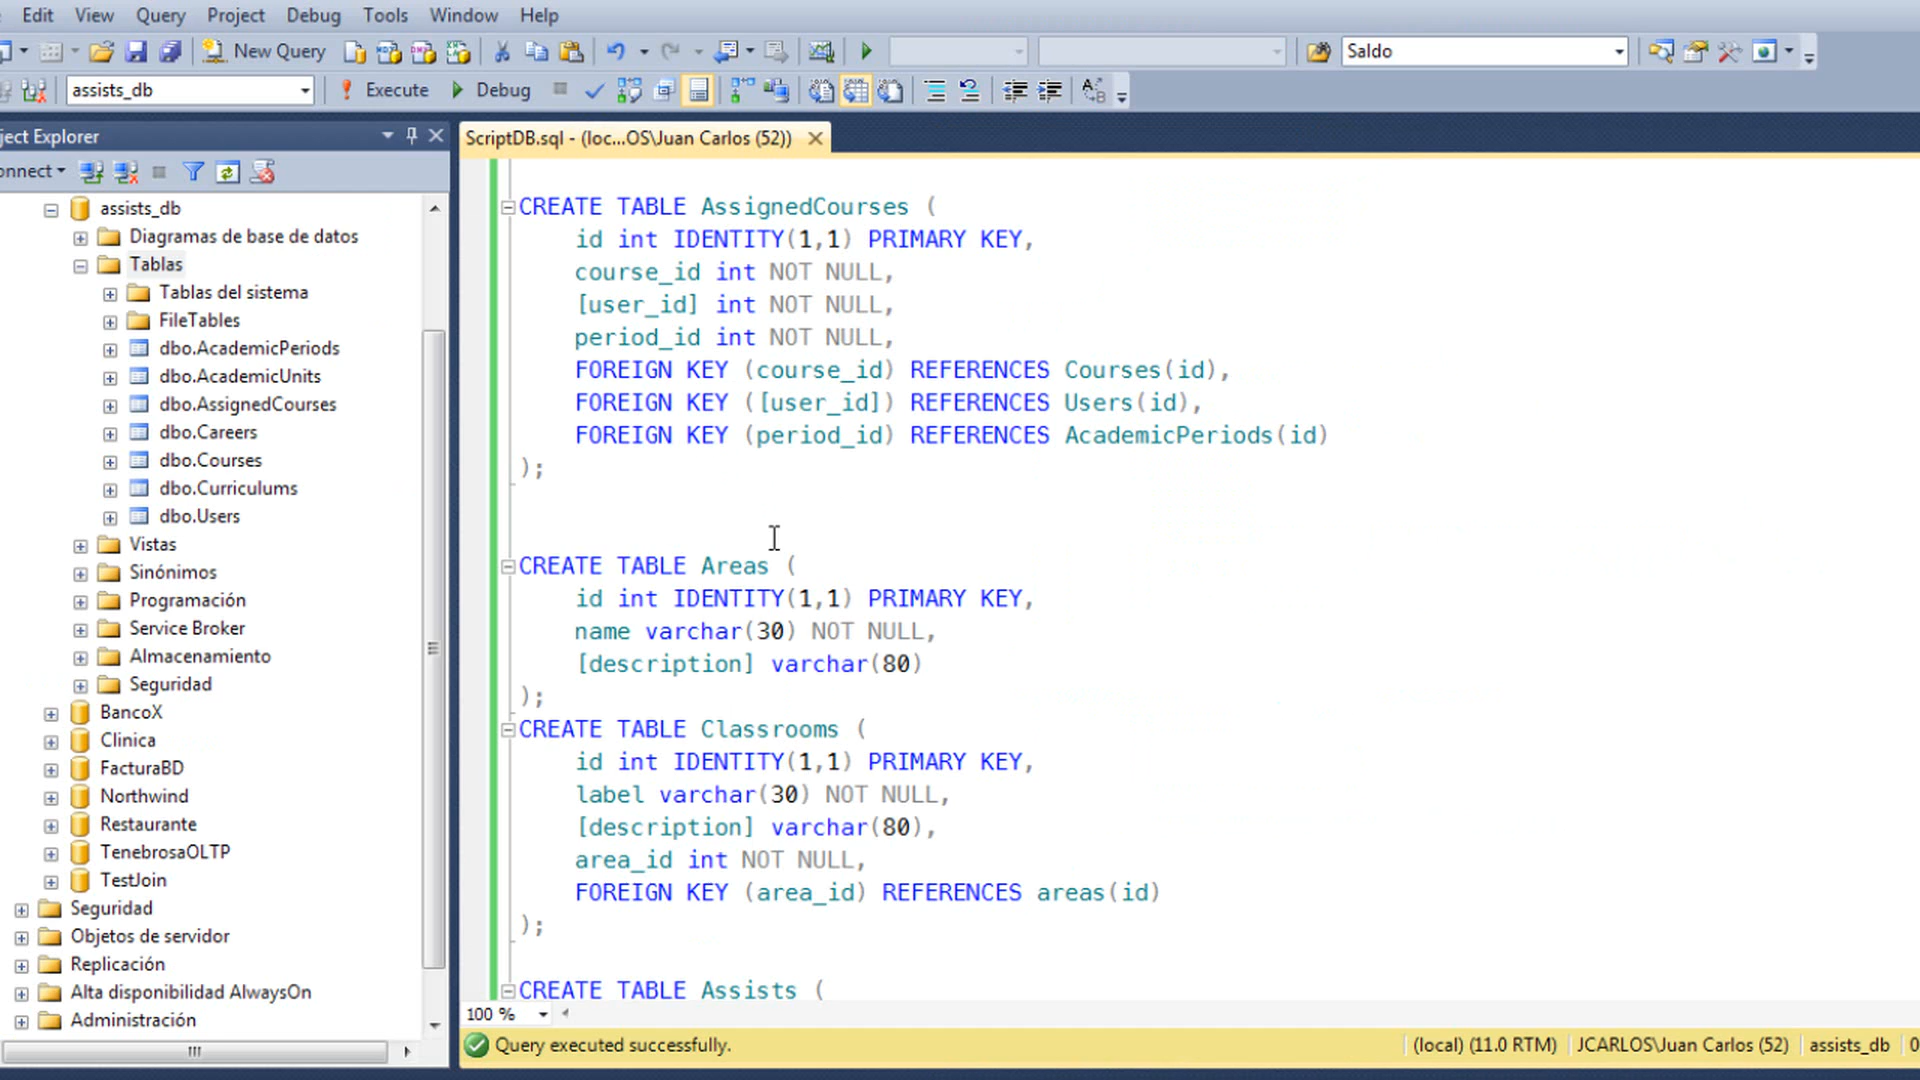 Edit View Query Project Debug Tools Window Help
New Query Saldo
assists_db Execute Debug
ject Explorer
onnect
assists_db
Diagramas de base de datos
Tablas
Tablas del sistema
FileTables
dbo.AcademicPeriods
dbo.AcademicUnits
dbo.AssignedCourses
dbo.Careers
dbo.Courses
dbo.Curriculums
dbo.Users
Vistas
Sinónimos
Programación
Service Broker
Almacenamiento
Seguridad
BancoX
Clinica
FacturaBD
Northwind
Restaurante
TenebrosaOLTP
TestJoin
Seguridad
Objetos de servidor
Replicación
Alta disponibilidad AlwaysOn
Administración
ScriptDB.sql - (loc...OS\Juan Carlos (52))
CREATE TABLE AssignedCourses (
id int IDENTITY(1,1) PRIMARY KEY,
course_id int NOT NULL,
[user_id] int NOT NULL,
period_id int NOT NULL,
FOREIGN KEY (course_id) REFERENCES Courses(id),
FOREIGN KEY ([user_id]) REFERENCES Users(id),
FOREIGN KEY (period_id) REFERENCES AcademicPeriods(id)
);
CREATE TABLE Areas (
id int IDENTITY(1,1) PRIMARY KEY,
name varchar(30) NOT NULL,
[description] varchar(80)
);
CREATE TABLE Classrooms (
id int IDENTITY(1,1) PRIMARY KEY,
label varchar(30) NOT NULL,
[description] varchar(80),
area_id int NOT NULL,
FOREIGN KEY (area_id) REFERENCES areas(id)
);
CREATE TABLE Assists (
100 %
Query executed successfully. (local) (11.0 RTM) JCARLOS\Juan Carlos (52) assists_db 0